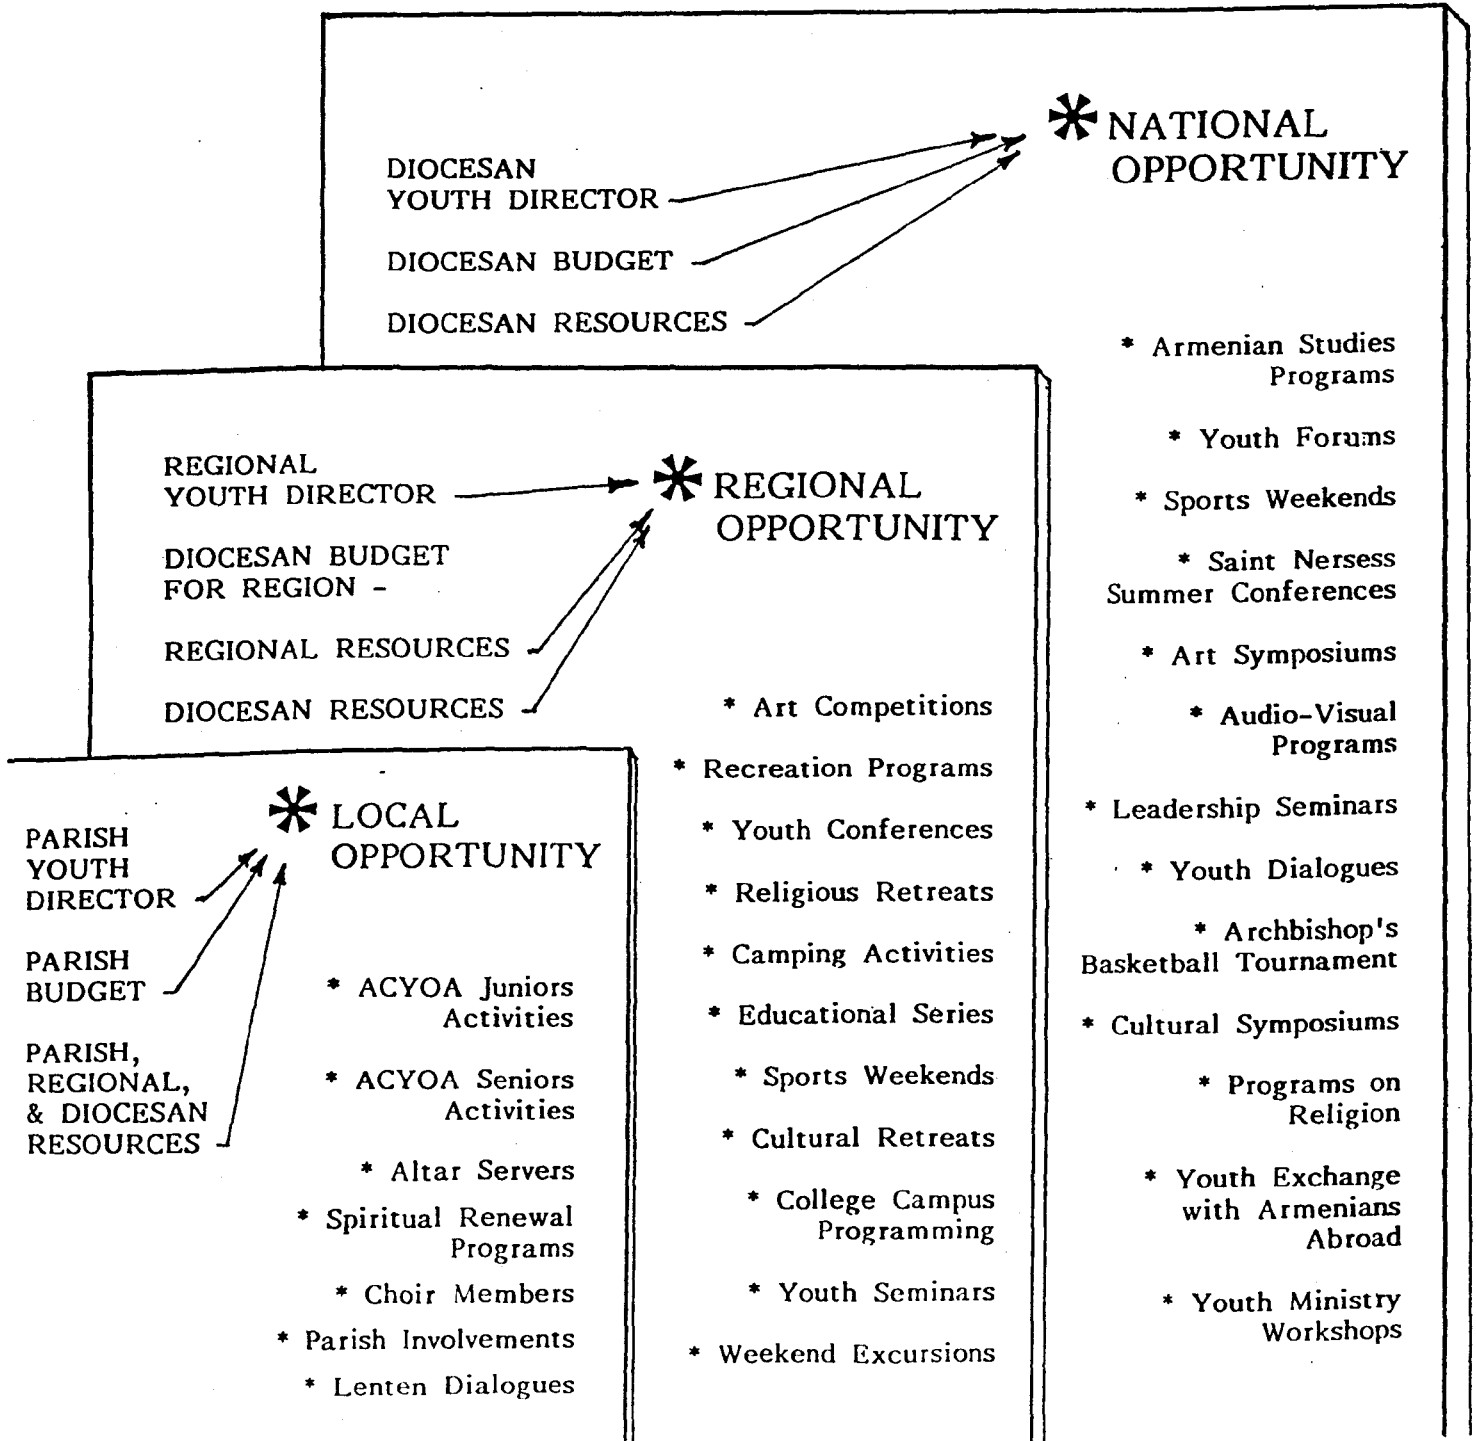 * NATIONAL
OPPORTUNITY
DIOCESAN
YOUTH DIRECTOR
DIOCESAN BUDGET
DIOCESAN RESOURCES
* Armenian Studies
Programs
* Youth Forums
* Sports Weekends
* Saint Nersess
Summer Conferences
* Art Symposiums
* Audio-Visual
Programs
* Leadership Seminars
* Youth Dialogues
* Archbishop's
Basketball Tournament
* Cultural Symposiums
* Programs on
Religion
* Youth Exchange
with Armenians
Abroad
* Youth Ministry
Workshops
* REGIONAL
OPPORTUNITY
REGIONAL
YOUTH DIRECTOR
DIOCESAN BUDGET
FOR REGION -
REGIONAL RESOURCES
DIOCESAN RESOURCES
* Art Competitions
* Recreation Programs
* Youth Conferences
* Religious Retreats
* Camping Activities
* Educational Series
* Sports Weekends
* Cultural Retreats
* College Campus
Programming
* Youth Seminars
* Weekend Excursions
* LOCAL
OPPORTUNITY
PARISH
YOUTH
DIRECTOR
PARISH
BUDGET
PARISH,
REGIONAL,
& DIOCESAN
RESOURCES
* ACYOA Juniors
Activities
* ACYOA Seniors
Activities
* Altar Servers
* Spiritual Renewal
Programs
* Choir Members
* Parish Involvements
* Lenten Dialogues